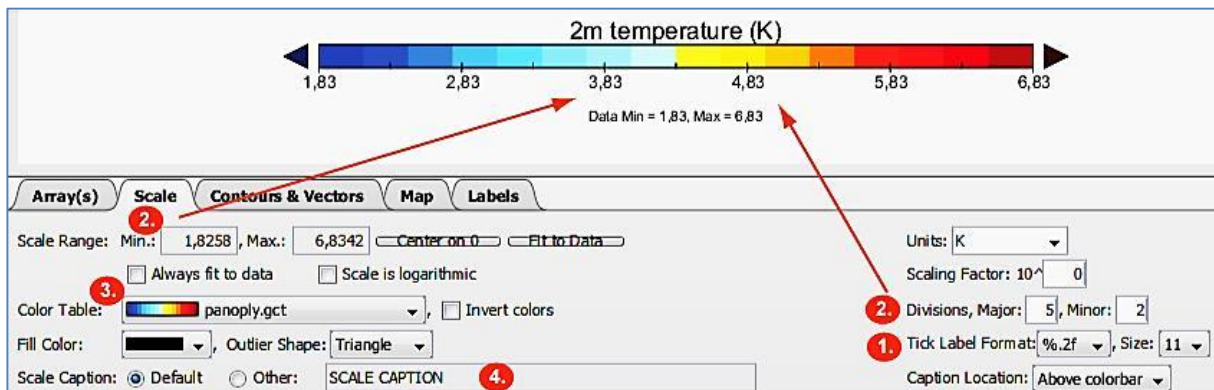 2m temperature (K)
1,83 2,83 3,83 4,83 5,83 6,83
Data Min = 1,83, Max = 6,83
Array(s) Scale Contours & Vectors Map Labels
2.
Scale Range: Min.: 1,8258 , Max.: 6,8342 Center on 0 Fit to Data Units: K
Always fit to data Scale is logarithmic Scaling Factor: 10^ 0
3.
Color Table: panoply.gct , Invert colors 2. Divisions, Major: 5 , Minor: 2
Fill Color: , Outlier Shape: Triangle 1. Tick Label Format: %.2f , Size: 11
Scale Caption: Default Other: SCALE CAPTION 4. Caption Location: Above colorbar